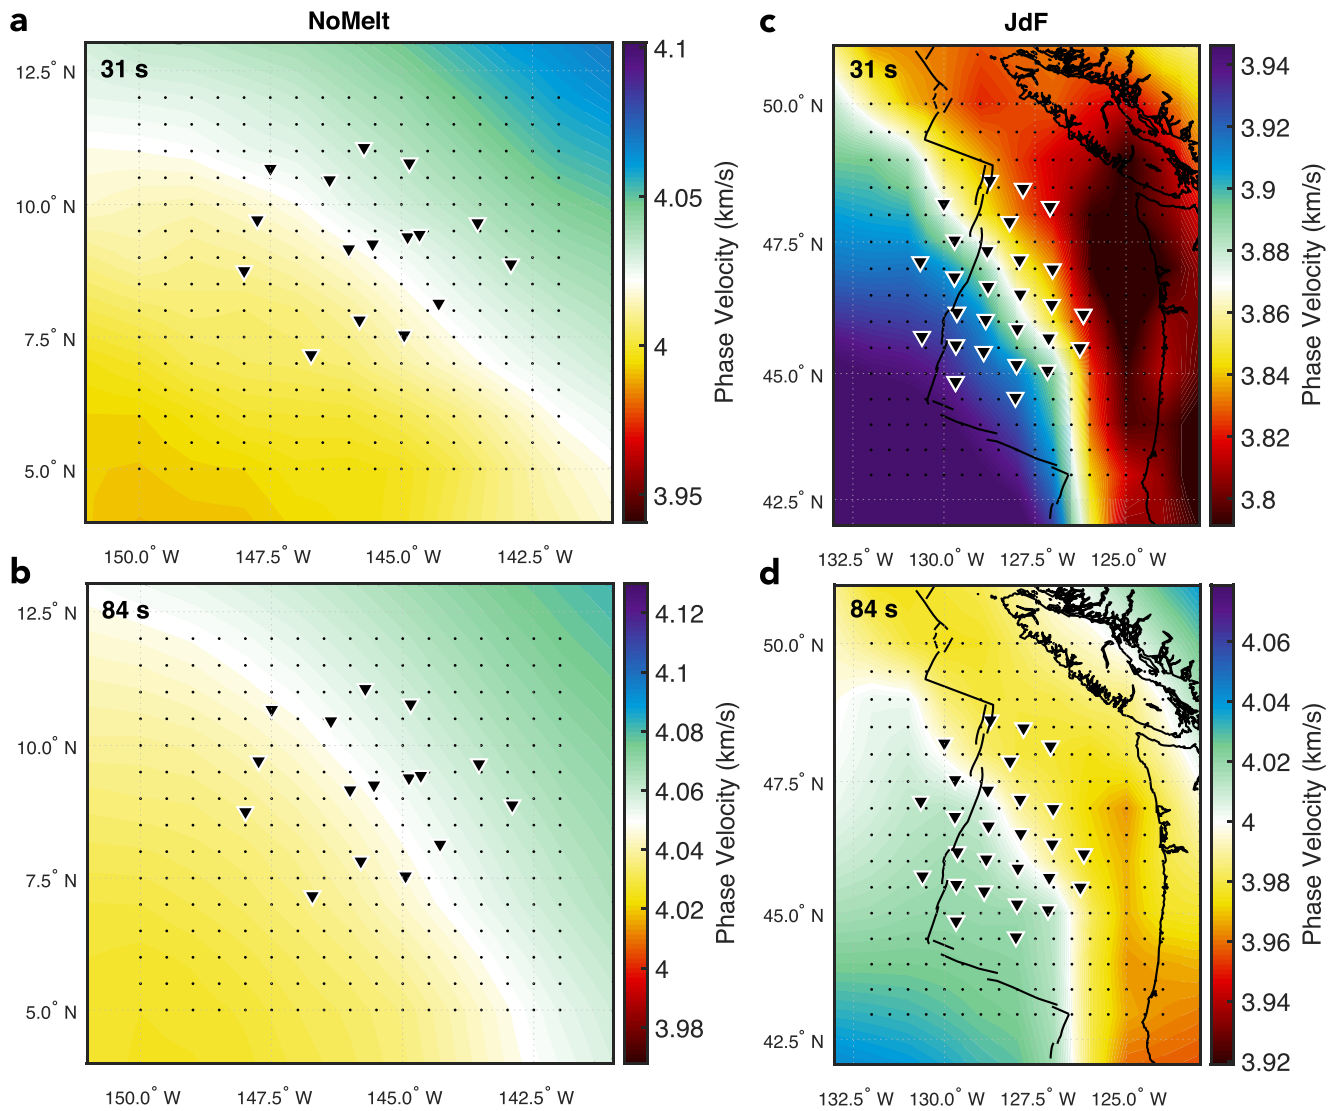 a
NoMelt
31 s
12.5° N
10.0° N
7.5° N
5.0° N
150.0° W
147.5° W
145.0° W
142.5° W
4.1
4.05
4
3.95
Phase Velocity (km/s)
c
JdF
31 s
50.0° N
47.5° N
45.0° N
42.5° N
132.5° W
130.0° W
127.5° W
125.0° W
3.94
3.92
3.9
3.88
3.86
3.84
3.82
3.8
Phase Velocity (km/s)
b
84 s
12.5° N
10.0° N
7.5° N
5.0° N
150.0° W
147.5° W
145.0° W
142.5° W
4.12
4.1
4.08
4.06
4.04
4.02
4
3.98
Phase Velocity (km/s)
d
84 s
50.0° N
47.5° N
45.0° N
42.5° N
132.5° W
130.0° W
127.5° W
125.0° W
4.06
4.04
4.02
4
3.98
3.96
3.94
3.92
Phase Velocity (km/s)